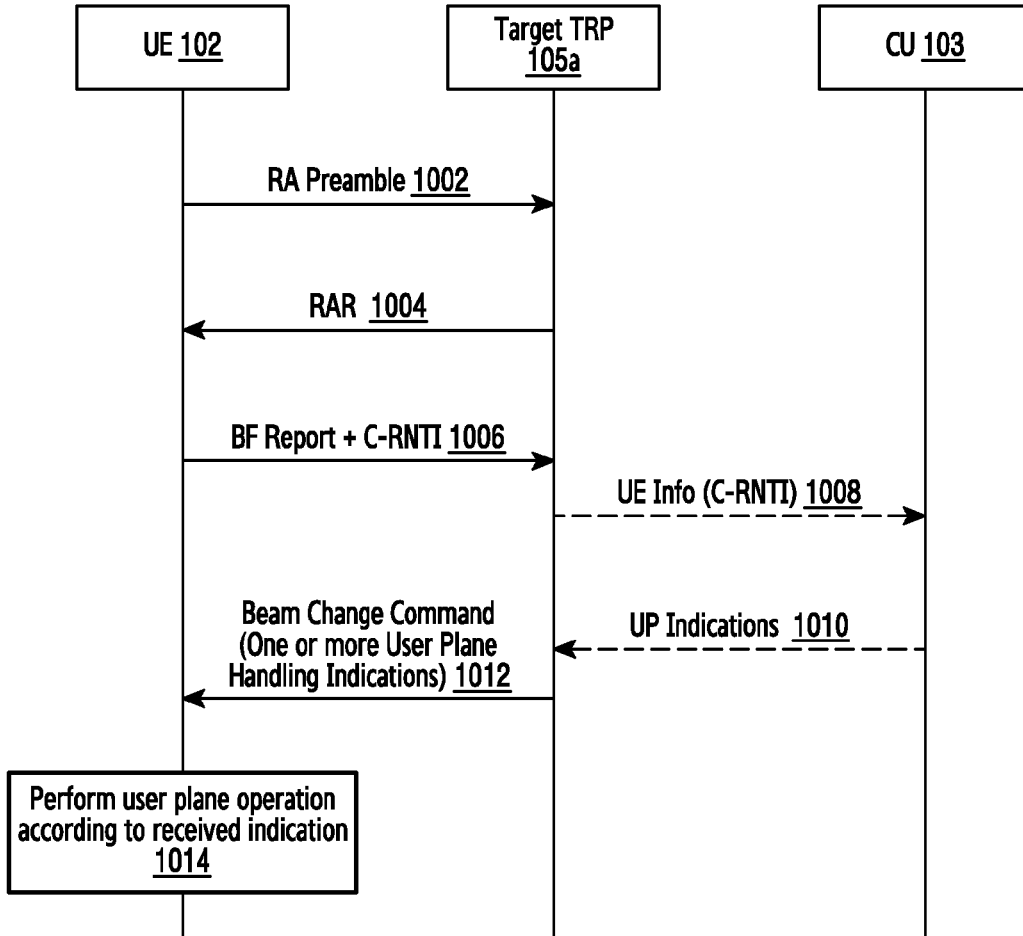 UE 102
Target TRP
105a
CU 103
RA Preamble 1002
RAR 1004
BF Report + C-RNTI 1006
UE Info (C-RNTI) 1008
UP Indications 1010
Beam Change Command
(One or more User Plane
Handling Indications) 1012
Perform user plane operation
according to received indication
1014